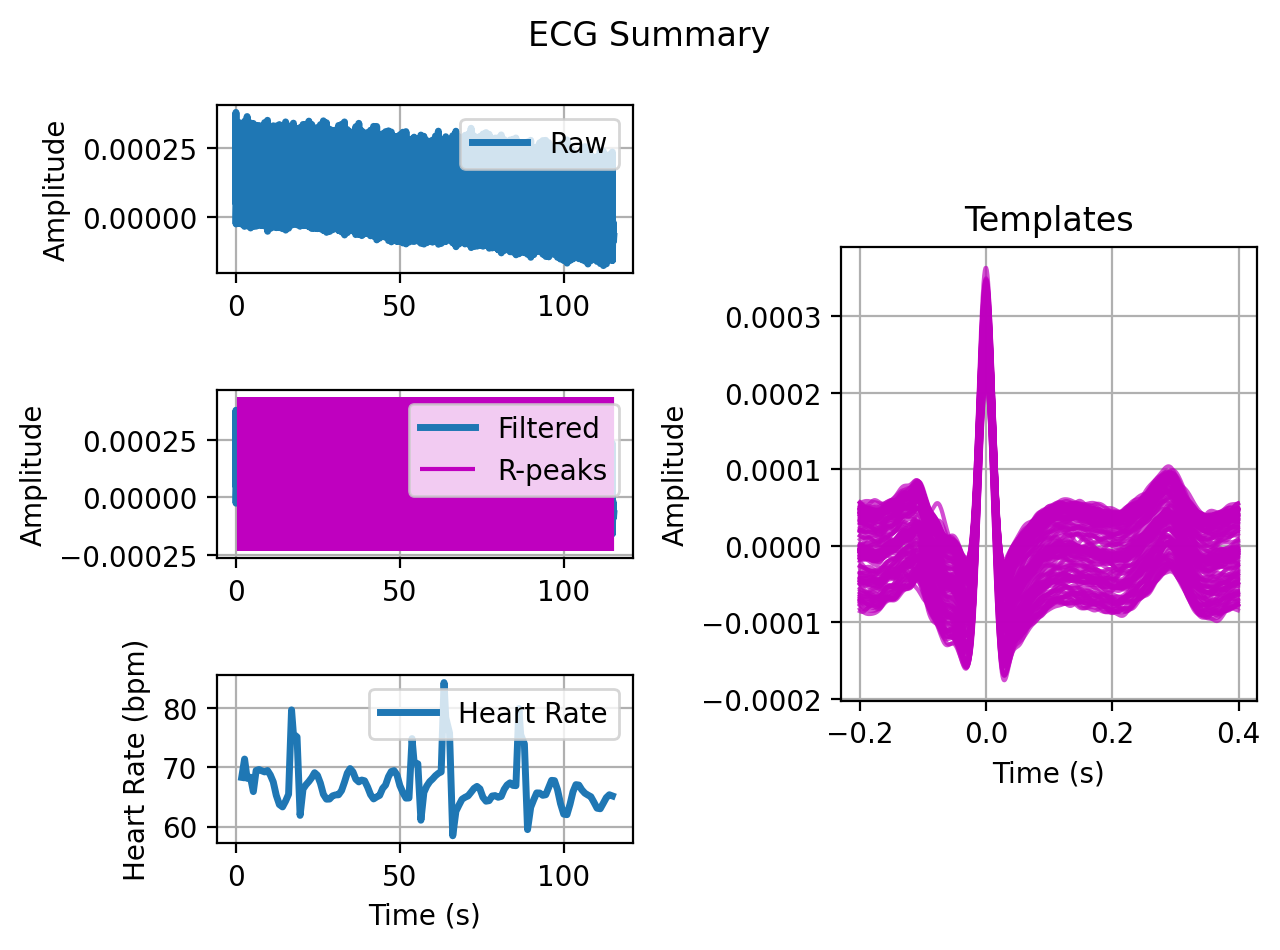 ECG Summary
Amplitude
0.00025
0.00000
Raw
0
50
100
Amplitude
0.00025
0.00000
−0.00025
Filtered
R-peaks
0
50
100
Heart Rate (bpm)
80
70
60
Heart Rate
0
50
100
Time (s)
Templates
Amplitude
0.0003
0.0002
0.0001
0.0000
−0.0001
−0.0002
−0.2
0.0
0.2
0.4
Time (s)